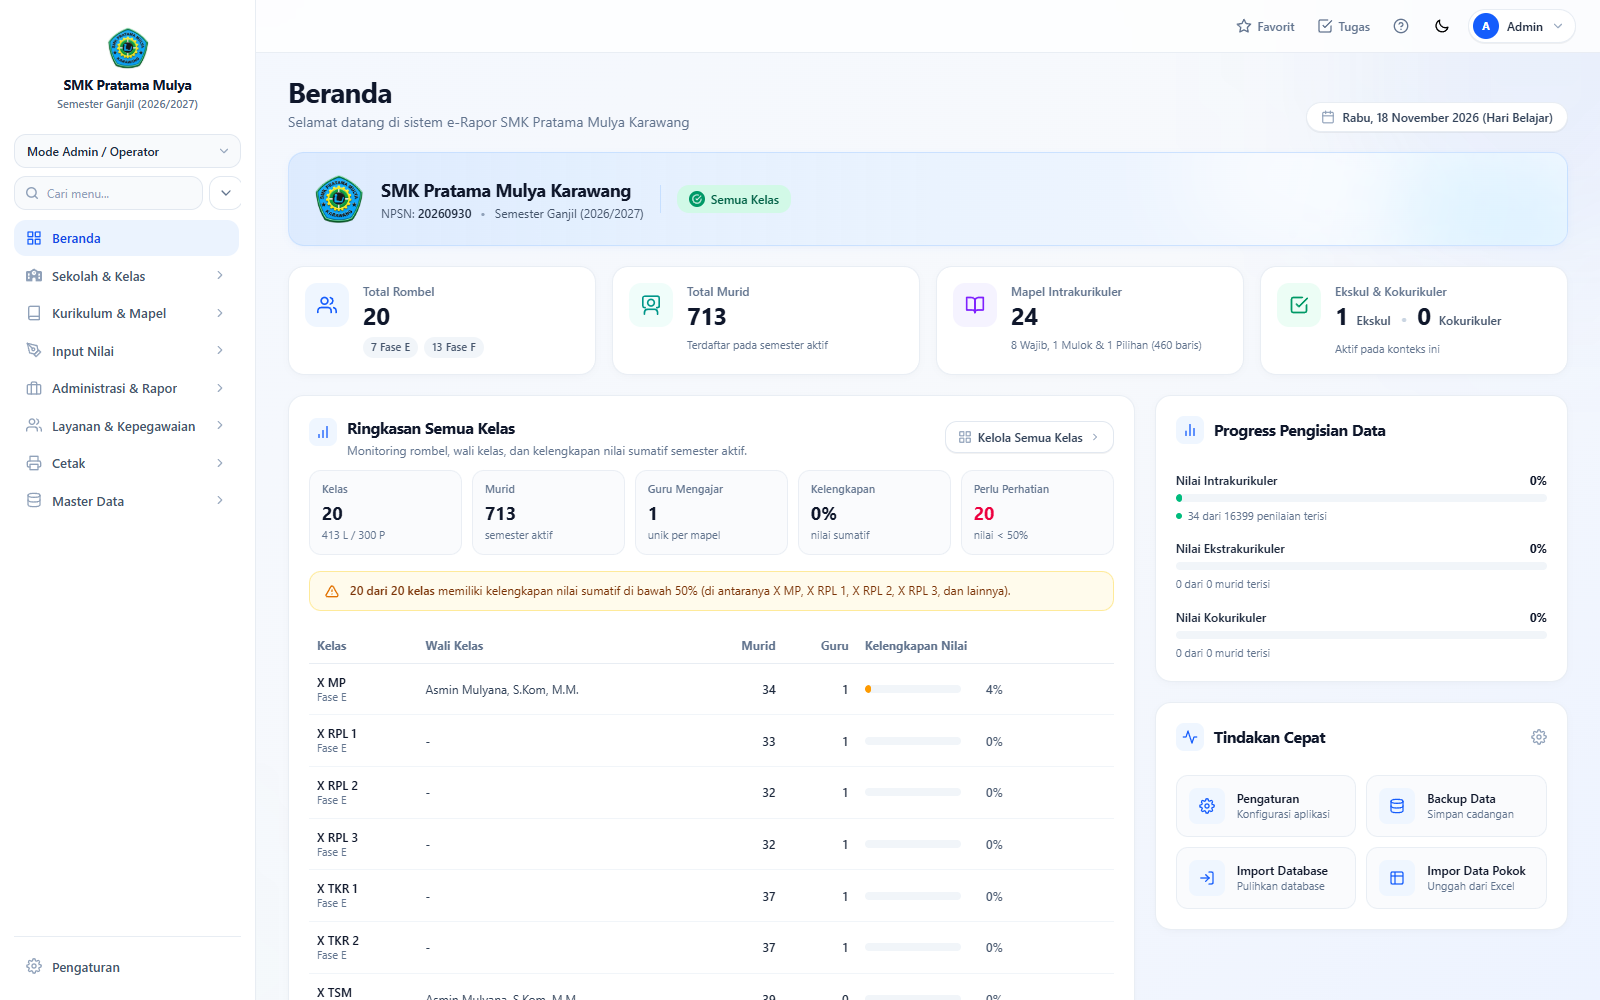 SMK Pratama Mulya
Semester Ganjil (2026/2027)
Mode Admin / Operator
Cari menu...
Beranda
Sekolah & Kelas
Kurikulum & Mapel
Input Nilai
Administrasi & Rapor
Layanan & Kepegawaian
Cetak
Master Data
Pengaturan
Favorit
Tugas
A
Admin
Beranda
Selamat datang di sistem e-Rapor SMK Pratama Mulya Karawang
Rabu, 18 November 2026 (Hari Belajar)
SMK Pratama Mulya Karawang
NPSN: 20260930 • Semester Ganjil (2026/2027)
Semua Kelas
Total Rombel
20
7 Fase E
13 Fase F
Total Murid
713
Terdaftar pada semester aktif
Mapel Intrakurikuler
24
8 Wajib, 1 Mulok & 1 Pilihan (460 baris)
Ekskul & Kokurikuler
1 Ekskul • 0 Kokurikuler
Aktif pada konteks ini
Ringkasan Semua Kelas
Monitoring rombel, wali kelas, dan kelengkapan nilai sumatif semester aktif.
Kelola Semua Kelas
Kelas
20
413 L / 300 P
Murid
713
semester aktif
Guru Mengajar
1
unik per mapel
Kelengkapan
0%
nilai sumatif
Perlu Perhatian
20
nilai < 50%
20 dari 20 kelas memiliki kelengkapan nilai sumatif di bawah 50% (di antaranya X MP, X RPL 1, X RPL 2, X RPL 3, dan lainnya).
Kelas Wali Kelas Murid Guru Kelengkapan Nilai
X MP
Fase E
Asmin Mulyana, S.Kom, M.M. 34 1 4%
X RPL 1
Fase E
- 33 1 0%
X RPL 2
Fase E
- 32 1 0%
X RPL 3
Fase E
- 32 1 0%
X TKR 1
Fase E
- 37 1 0%
X TKR 2
Fase E
- 37 1 0%
X TSM
Asmin Mulyana, S.Kom, M.M. 39 0 0%
Progress Pengisian Data
Nilai Intrakurikuler 0%
34 dari 16399 penilaian terisi
Nilai Ekstrakurikuler 0%
0 dari 0 murid terisi
Nilai Kokurikuler 0%
0 dari 0 murid terisi
Tindakan Cepat
Pengaturan
Konfigurasi aplikasi
Backup Data
Simpan cadangan
Import Database
Pulihkan database
Impor Data Pokok
Unggah dari Excel